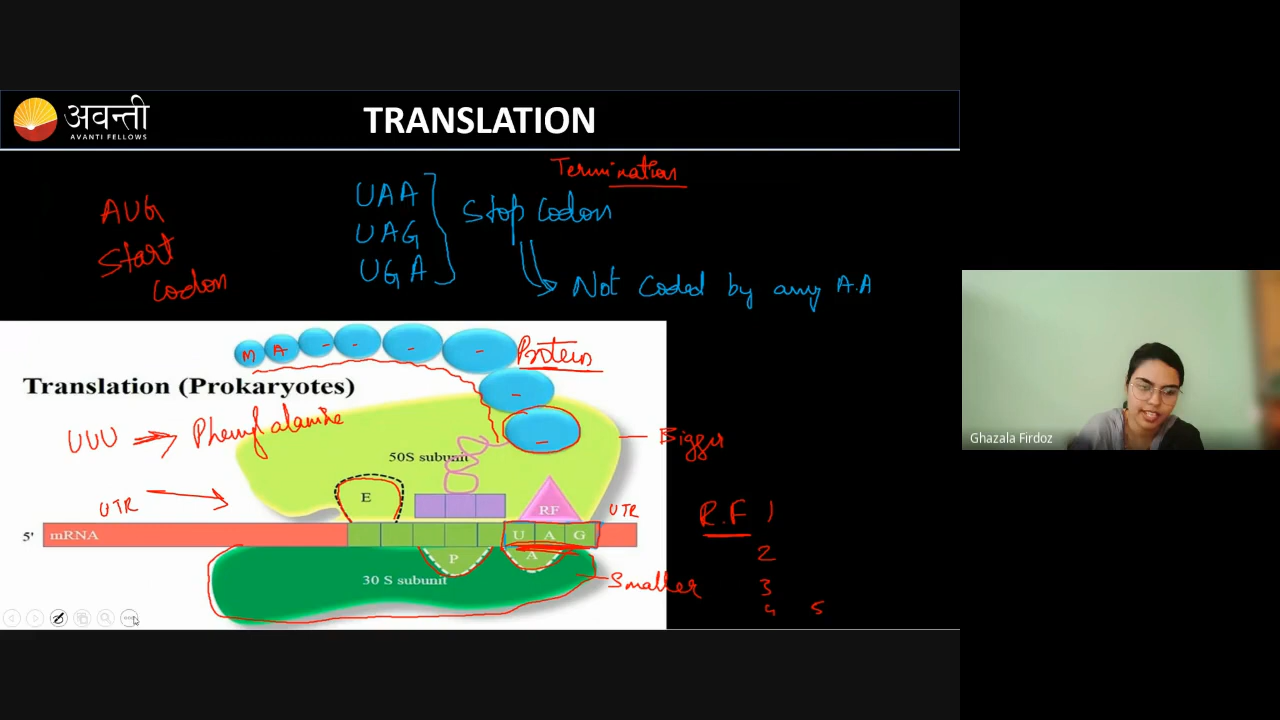 अवन्ती
AVANTI FELLOWS
TRANSLATION
Termination
AUG
Start
codon
UAA
UAG
UGA
Stop codon
Not coded by any A.A
M A - - - - - -
Protein
Translation (Prokaryotes)
UUU Phenylalanine
50S subunit
Bigger
E
UTR
RF
UTR
5' mRNA
U A G
P
A
30 S subunit
Smaller
R.F 1
2
3
4 5
Ghazala Firdoz